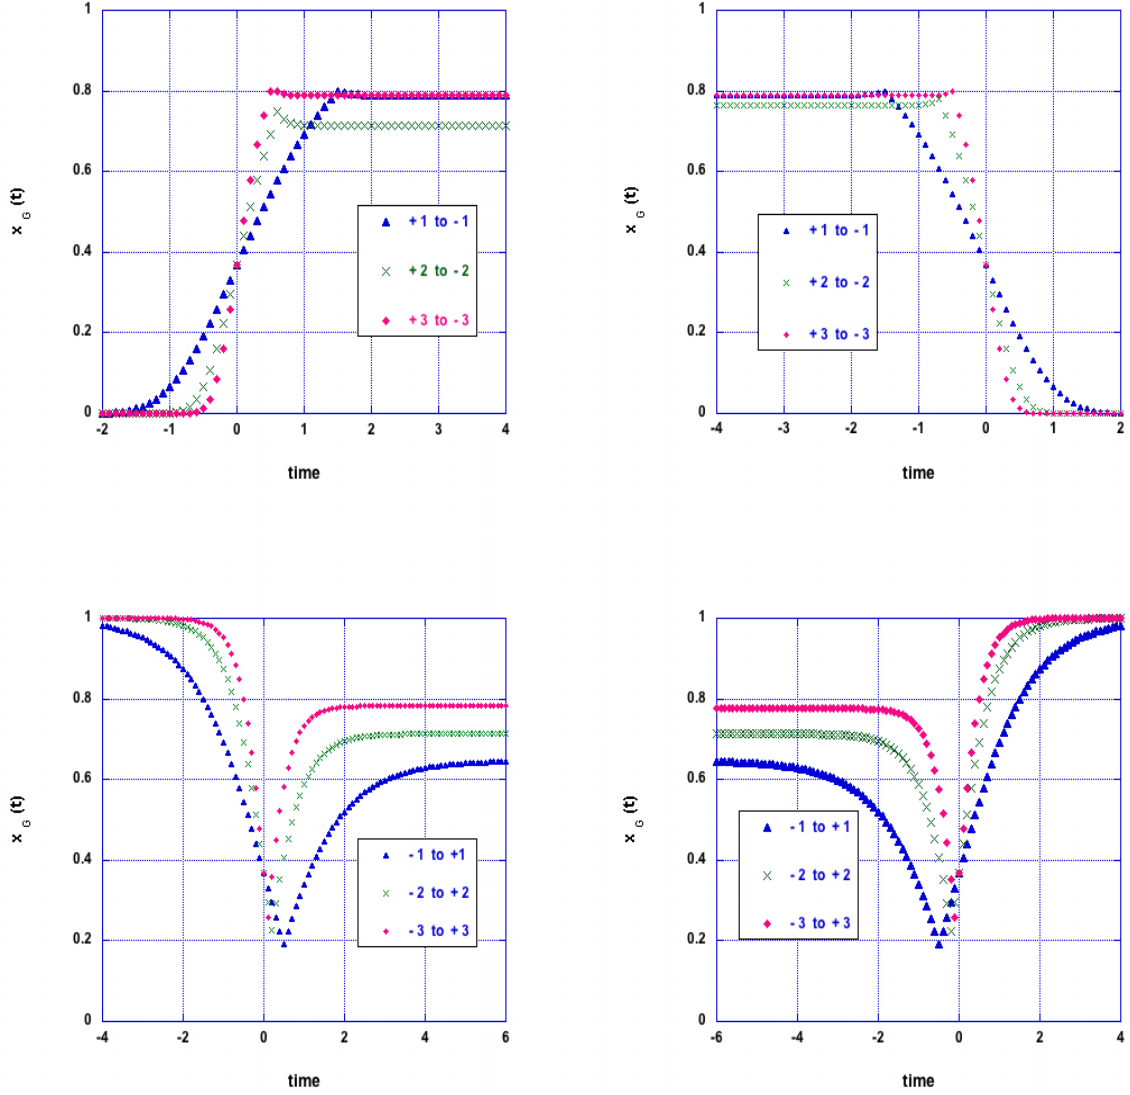 1
0.8
0.6
0.4
0.2
0
x G (t)
-2 -1 0 1 2 3 4
time
+1 to -1
+2 to -2
+3 to -3
1
0.8
0.6
0.4
0.2
0
x G (t)
-4 -3 -2 -1 0 1 2
time
+1 to -1
+2 to -2
+3 to -3
1
0.8
0.6
0.4
0.2
0
x G (t)
-4 -2 0 2 4 6
time
-1 to +1
-2 to +2
-3 to +3
1
0.8
0.6
0.4
0.2
0
x G (t)
-6 -4 -2 0 2 4
time
-1 to +1
-2 to +2
-3 to +3